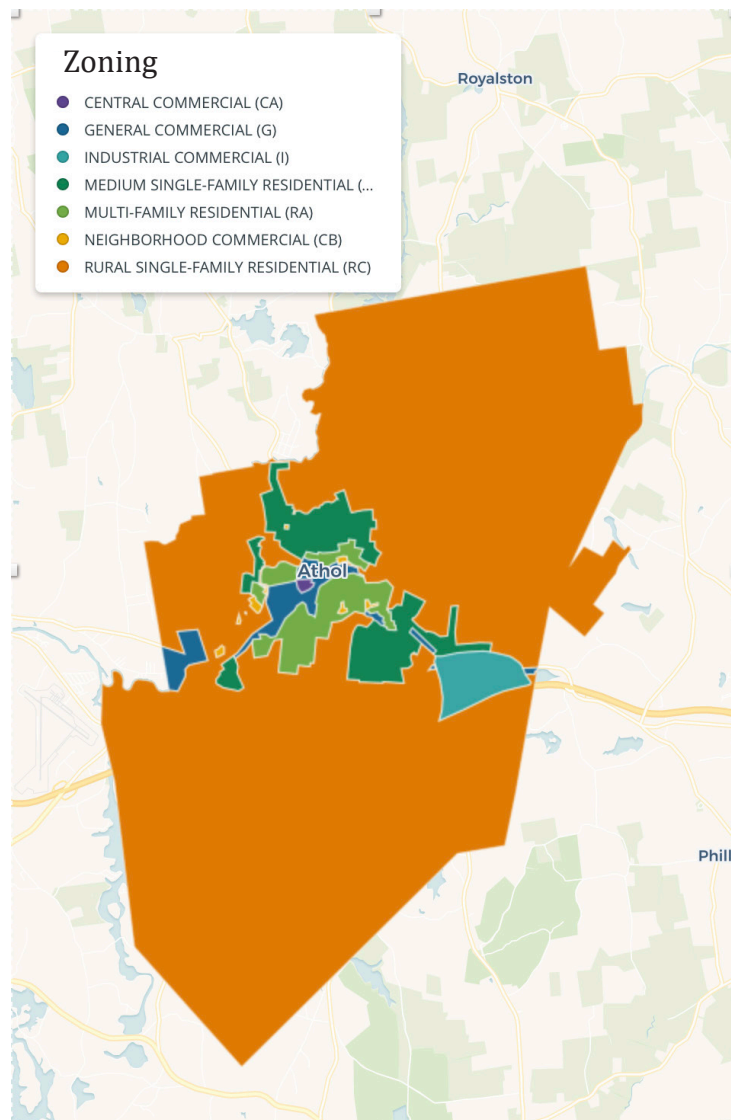 Zoning
CENTRAL COMMERCIAL (CA)
GENERAL COMMERCIAL (G)
INDUSTRIAL COMMERCIAL (I)
MEDIUM SINGLE-FAMILY RESIDENTIAL (...
MULTI-FAMILY RESIDENTIAL (RA)
NEIGHBORHOOD COMMERCIAL (CB)
RURAL SINGLE-FAMILY RESIDENTIAL (RC)
Royalston
Athol
Phill